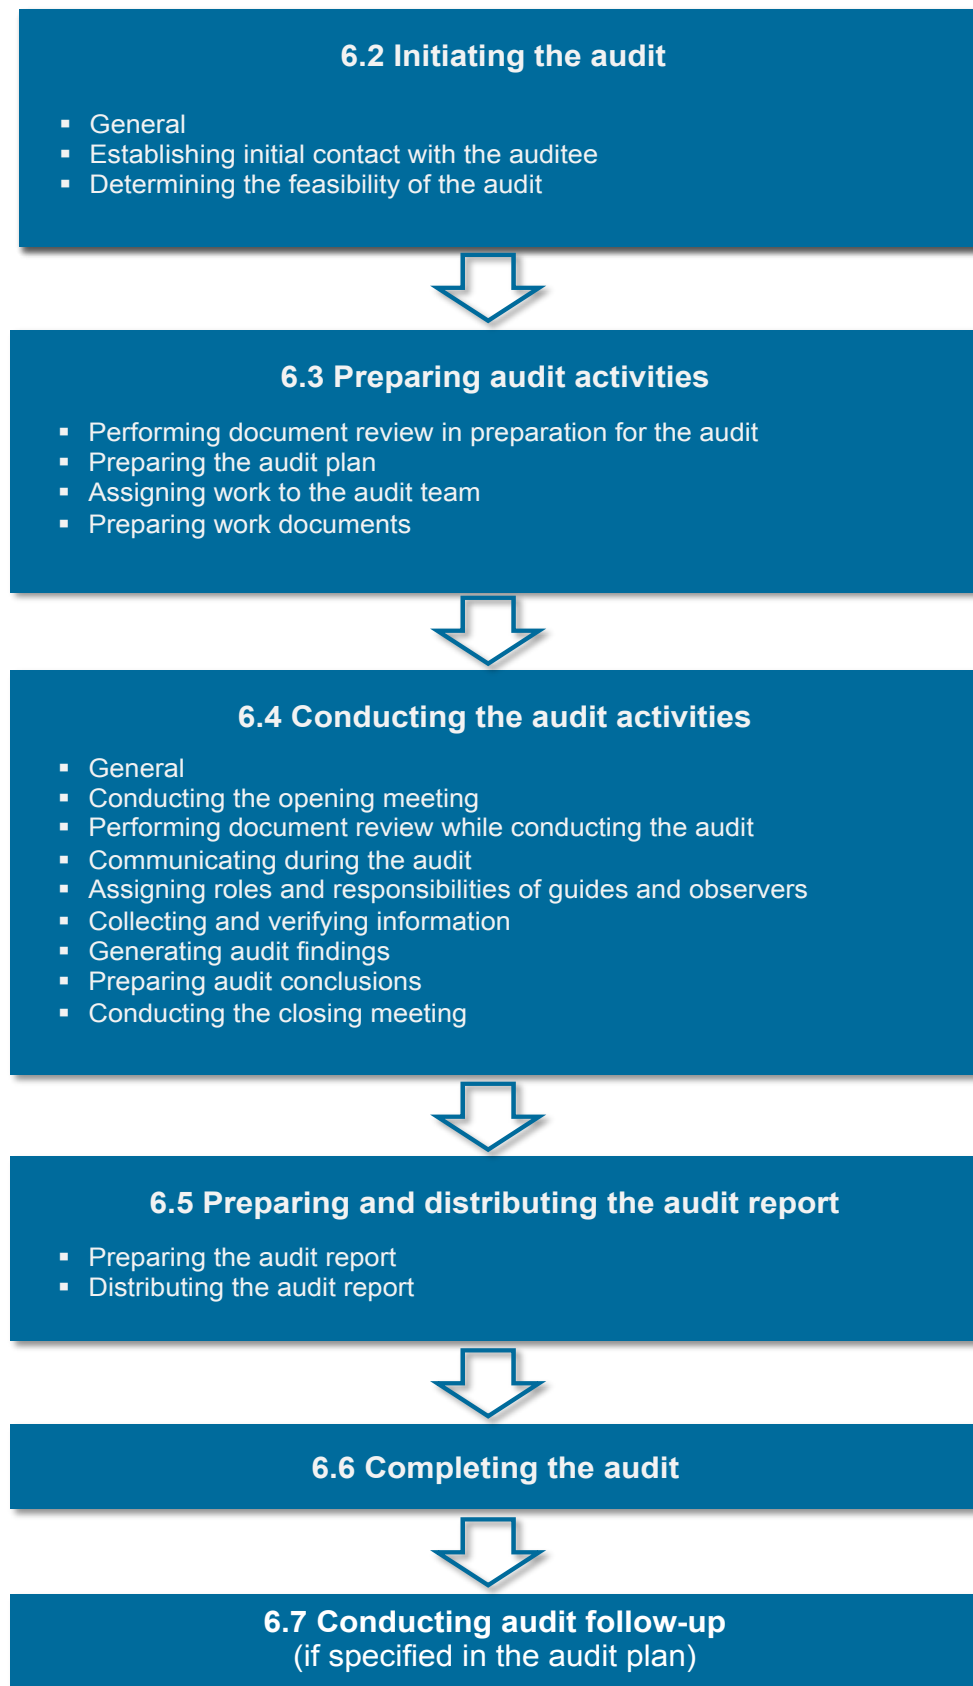 6.2 Initiating the audit
▪ General
▪ Establishing initial contact with the auditee
▪ Determining the feasibility of the audit
6.3 Preparing audit activities
▪ Performing document review in preparation for the audit
▪ Preparing the audit plan
▪ Assigning work to the audit team
▪ Preparing work documents
6.4 Conducting the audit activities
▪ General
▪ Conducting the opening meeting
▪ Performing document review while conducting the audit
▪ Communicating during the audit
▪ Assigning roles and responsibilities of guides and observers
▪ Collecting and verifying information
▪ Generating audit findings
▪ Preparing audit conclusions
▪ Conducting the closing meeting
6.5 Preparing and distributing the audit report
▪ Preparing the audit report
▪ Distributing the audit report
6.6 Completing the audit
6.7 Conducting audit follow-up
(if specified in the audit plan)